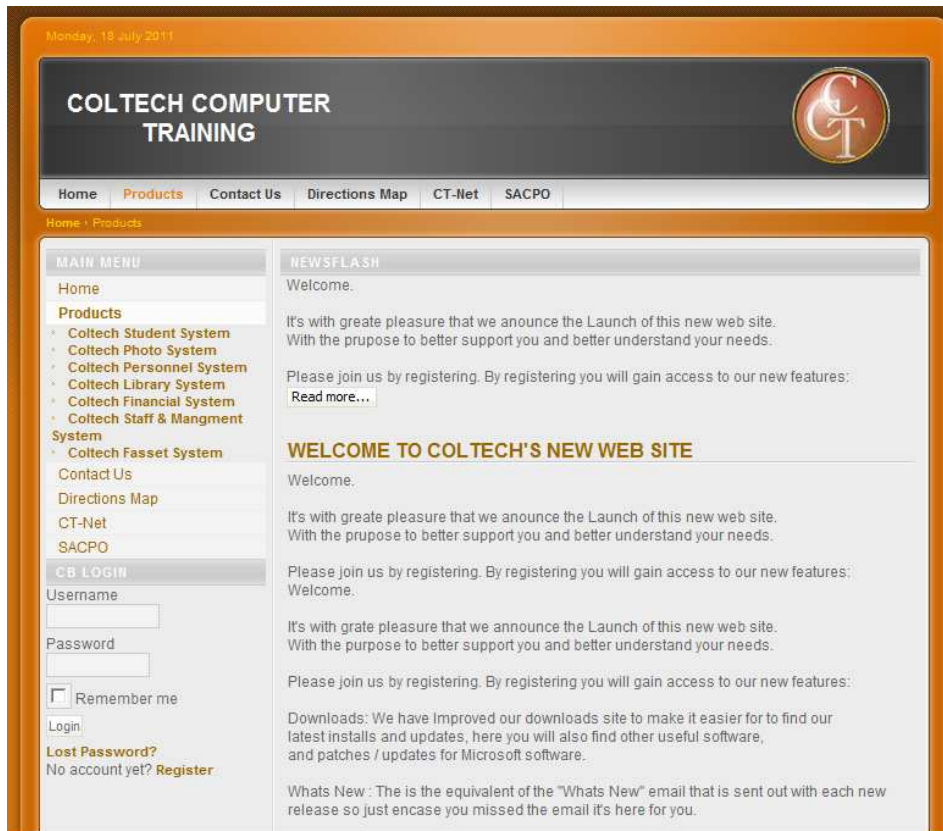 Monday, 18 July 2011
COLTECH COMPUTER
TRAINING
CCT
Home Products Contact Us Directions Map CT-Net SACPO
Home Products
MAIN MENU
Home
Products
Coltech Student System
Coltech Photo System
Coltech Personnel System
Coltech Library System
Coltech Financial System
Coltech Staff & Mangment
System
Coltech Fasset System
Contact Us
Directions Map
CT-Net
SACPO
CB LOGIN
Username
Password
Remember me
Login
Lost Password?
No account yet? Register
NEWSFLASH
Welcome.
It's with greate pleasure that we anounce the Launch of this new web site.
With the prupose to better support you and better understand your needs.
Please join us by registering. By registering you will gain access to our new features:
Read more...
WELCOME TO COLTECH'S NEW WEB SITE
Welcome.
It's with greate pleasure that we anounce the Launch of this new web site.
With the prupose to better support you and better understand your needs.
Please join us by registering. By registering you will gain access to our new features:
Welcome.
It's with grate pleasure that we announce the Launch of this new web site.
With the purpose to better support you and better understand your needs.
Please join us by registering. By registering you will gain access to our new features:
Downloads: We have Improved our downloads site to make it easier for to find our
latest installs and updates, here you will also find other useful software,
and patches / updates for Microsoft software.
Whats New : The is the equivalent of the "Whats New" email that is sent out with each new
release so just encase you missed the email it's here for you.